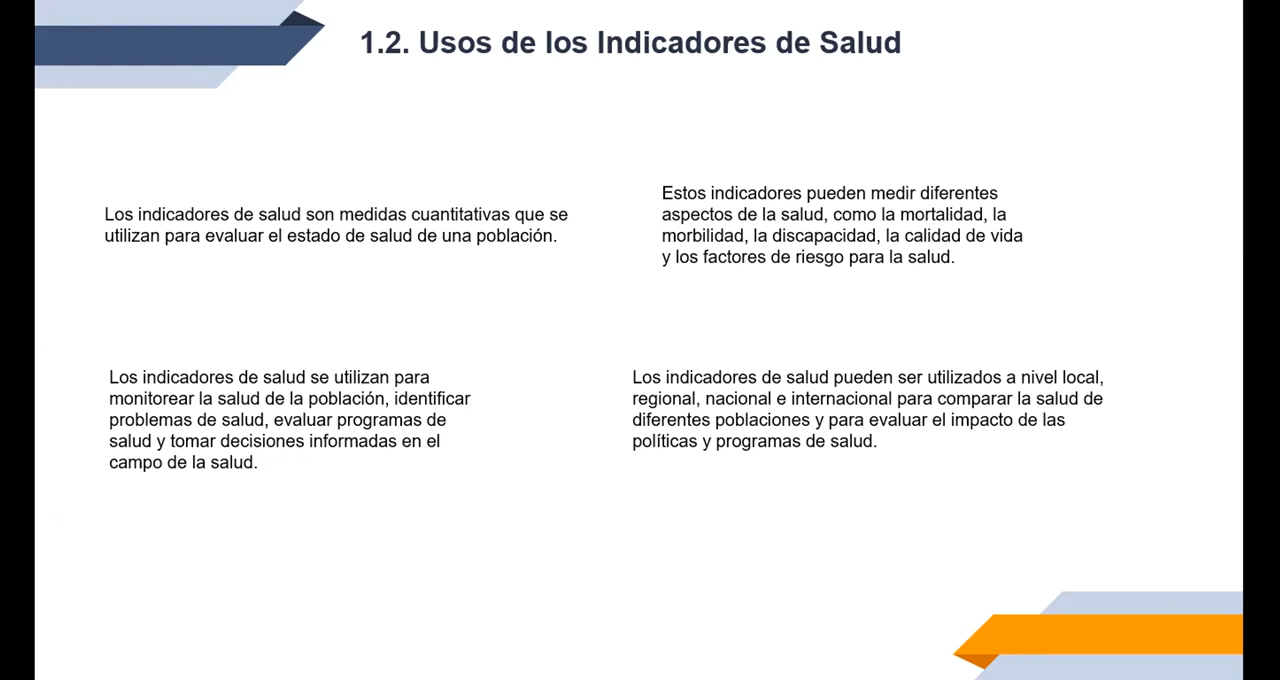 1.2. Usos de los Indicadores de Salud
Los indicadores de salud son medidas cuantitativas que se
utilizan para evaluar el estado de salud de una población.
Estos indicadores pueden medir diferentes
aspectos de la salud, como la mortalidad, la
morbilidad, la discapacidad, la calidad de vida
y los factores de riesgo para la salud.
Los indicadores de salud se utilizan para
monitorear la salud de la población, identificar
problemas de salud, evaluar programas de
salud y tomar decisiones informadas en el
campo de la salud.
Los indicadores de salud pueden ser utilizados a nivel local,
regional, nacional e internacional para comparar la salud de
diferentes poblaciones y para evaluar el impacto de las
políticas y programas de salud.